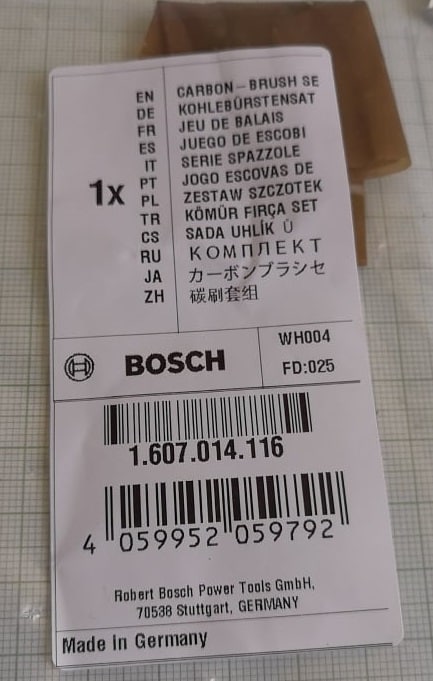 1x
EN CARBON-BRUSH SE
DE KOHLEBÜRSTENSAT
FR JEU DE BALAIS
ES JUEGO DE ESCOBI
IT SERIE SPAZZOLE
PT JOGO ESCOVAS DE
PL ZESTAW SZCZOTEK
TR KÖMÜR FIRÇA SET
CS SADA UHLÍK Ů
RU КОМПЛЕКТ
JA カーボンブラシセ
ZH 碳刷套组
BOSCH
WH004
FD:025
1.607.014.116
4 059952 059792
Robert Bosch Power Tools GmbH,
70538 Stuttgart, GERMANY
Made in Germany